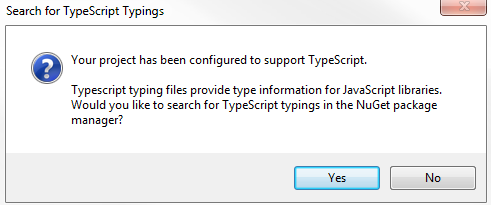 Search for TypeScript Typings
Your project has been configured to support TypeScript.
Typescript typing files provide type information for JavaScript libraries.
Would you like to search for TypeScript typings in the NuGet package
manager?
Yes
No